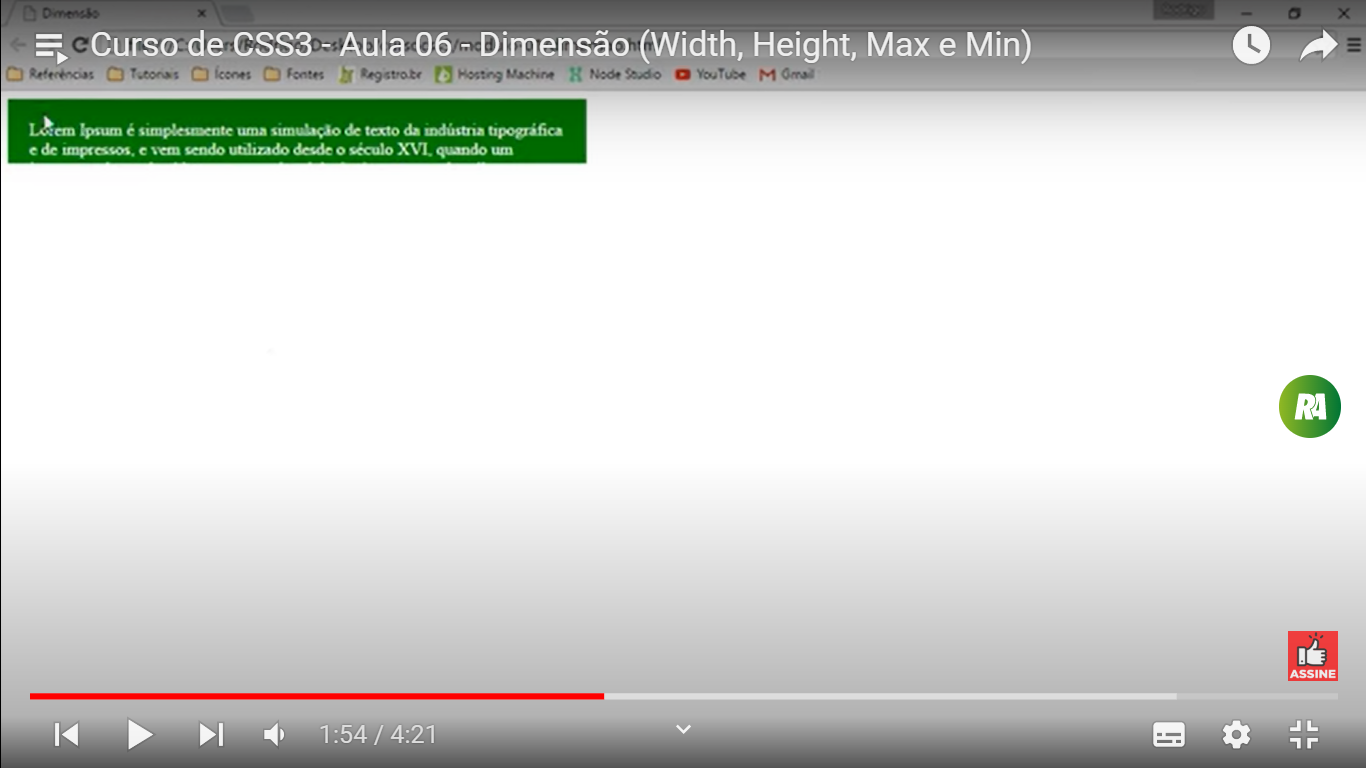 Dimensão
Curso de CSS3 - Aula 06 - Dimensão (Width, Height, Max e Min)
Referências Tutoriais Ícones Fontes Registro.br Hosting Machine Node Studio YouTube Gmail
Lorem Ipsum é simplesmente uma simulação de texto da indústria tipográfica
e de impressos, e vem sendo utilizado desde o século XVI, quando um
RA
ASSINE
1:54 / 4:21